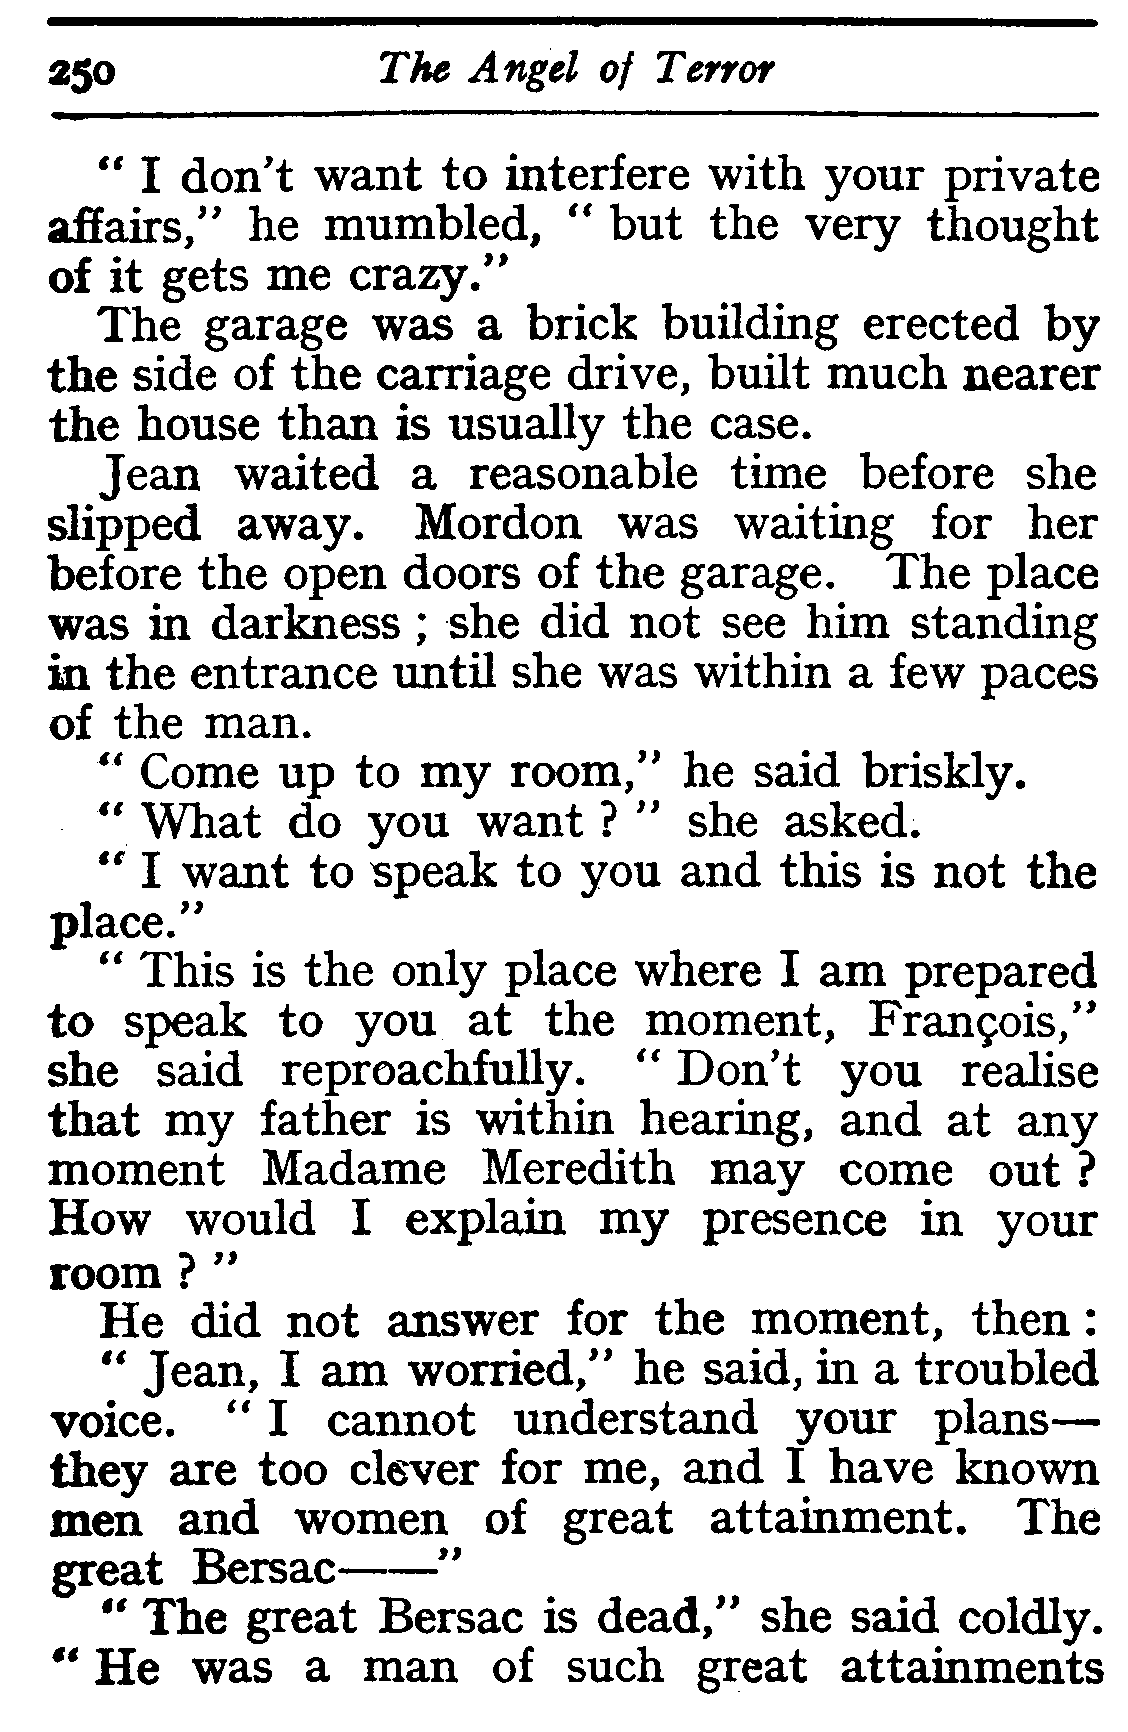 250 The Angel of Terror
“ I don’t want to interfere with your private
affairs,” he mumbled, “ but the very thought
of it gets me crazy.”
The garage was a brick building erected by
the side of the carriage drive, built much nearer
the house than is usually the case.
Jean waited a reasonable time before she
slipped away. Mordon was waiting for her
before the open doors of the garage. The place
was in darkness ; she did not see him standing
in the entrance until she was within a few paces
of the man.
“ Come up to my room,” he said briskly.
“ What do you want ? ” she asked.
“ I want to speak to you and this is not the
place.”
“ This is the only place where I am prepared
to speak to you at the moment, François,”
she said reproachfully. “ Don’t you realise
that my father is within hearing, and at any
moment Madame Meredith may come out ?
How would I explain my presence in your
room ? ”
He did not answer for the moment, then :
“ Jean, I am worried,” he said, in a troubled
voice. “ I cannot understand your plans—
they are too clever for me, and I have known
men and women of great attainment. The
great Bersac——”
“ The great Bersac is dead,” she said coldly.
“ He was a man of such great attainments